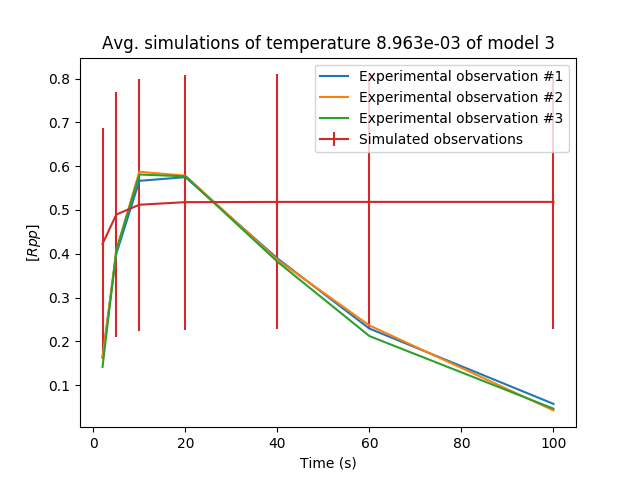 Avg. simulations of temperature 8.963e-03 of model 3
Experimental observation #1
Experimental observation #2
Experimental observation #3
Simulated observations
0.8
0.7
0.6
0.5
0.4
0.3
0.2
0.1
[Rpp]
0 20 40 60 80 100
Time (s)